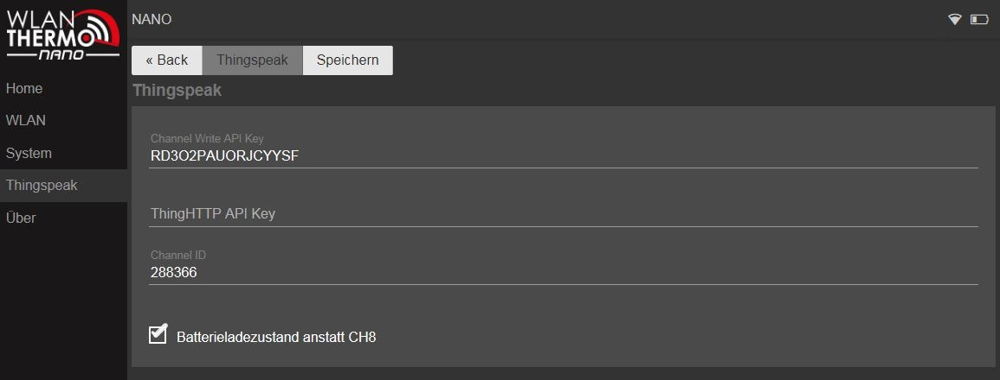 WLAN
THERMO
NANO
NANO
« Back Thingspeak Speichern
Home
WLAN
System
Thingspeak
Über
Thingspeak
Channel Write API Key
RD3O2PAUORJCYYSF
ThingHTTP API Key
Channel ID
288366
Batterieladezustand anstatt CH8